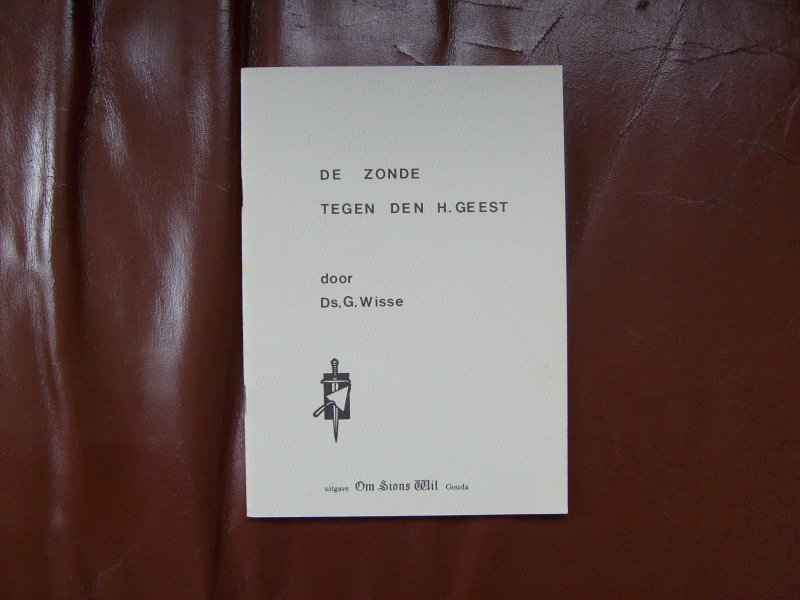 DE ZONDE
TEGEN DEN H. GEEST
door
Ds. G. Wisse
uitgave Om Sions Wil Gouda